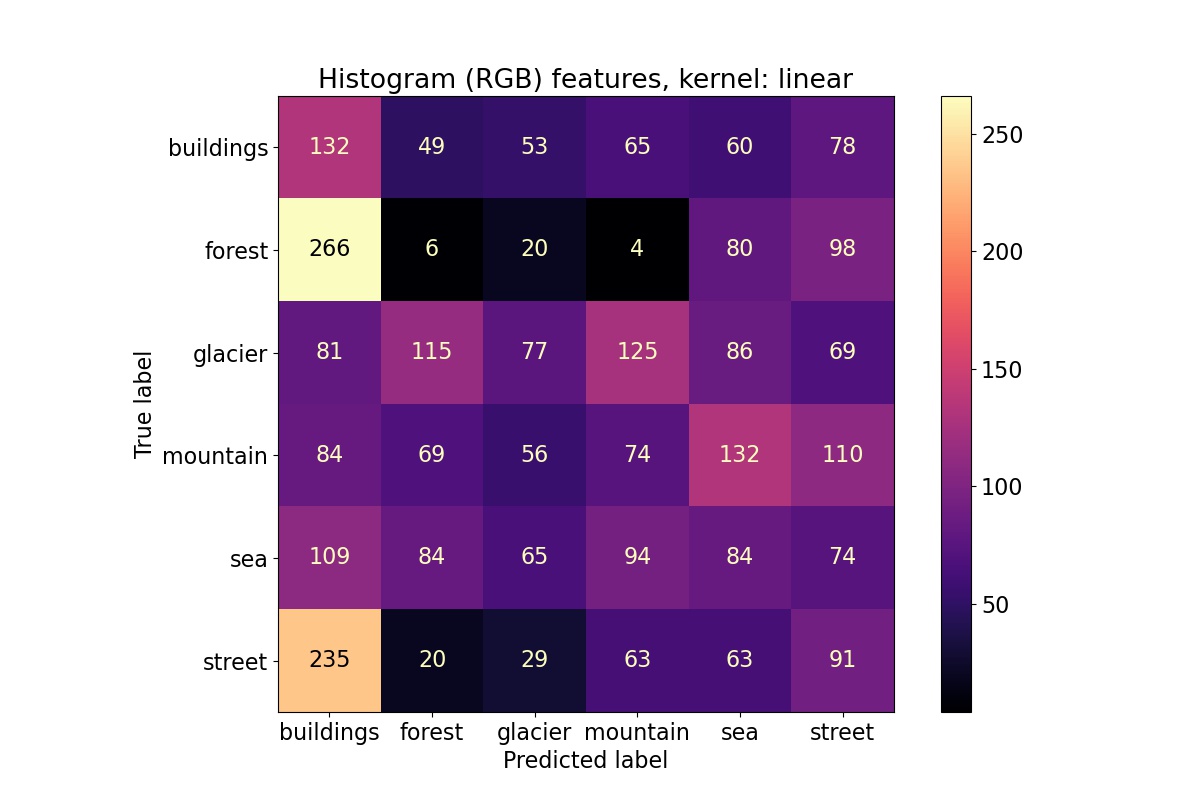 Histogram (RGB) features, kernel: linear
buildings 132 49 53 65 60 78
forest 266 6 20 4 80 98
glacier 81 115 77 125 86 69
mountain 84 69 56 74 132 110
sea 109 84 65 94 84 74
street 235 20 29 63 63 91
buildings forest glacier mountain sea street
Predicted label
True label
250
200
150
100
50